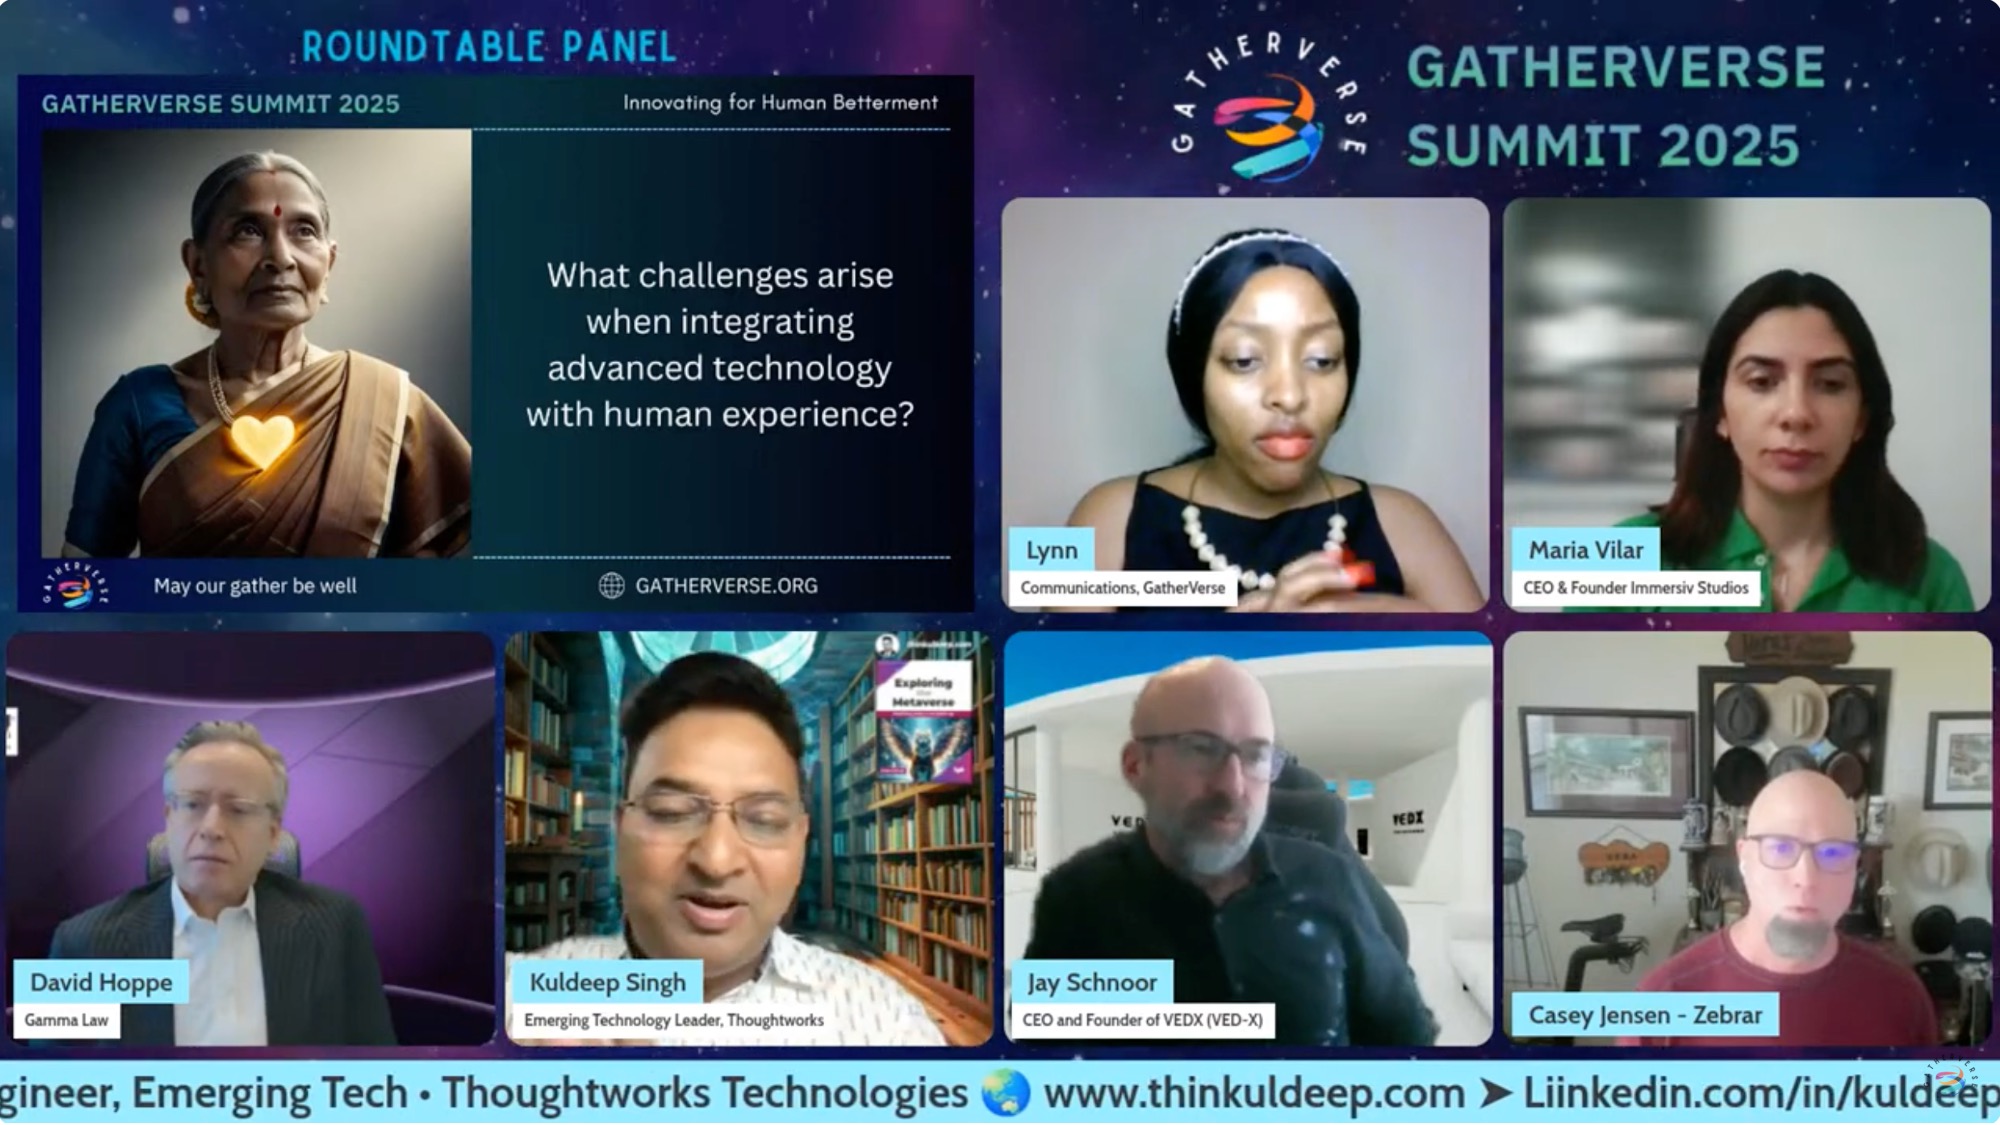 ROUNDTABLE PANEL
GATHERVERSE SUMMIT 2025
Innovating for Human Betterment
What challenges arise
when integrating
advanced technology
with human experience?
GATHERVERSE
May our gather be well
GATHERVERSE.ORG
GATHERVERSE
GATHERVERSE
SUMMIT 2025
Lynn
Communications, GatherVerse
Maria Vilar
CEO & Founder Immersiv Studios
David Hoppe
Gamma Law
Exploring
the
Metaverse
Kuldeep Singh
Emerging Technology Leader, Thoughtworks
VED
VEDX
Jay Schnoor
CEO and Founder of VEDX (VED-X)
Casey Jensen - Zebrar
gineer, Emerging Tech • Thoughtworks Technologies 🌏 www.thinkuldeep.com ➤ Liinkedin.com/in/kuldeep